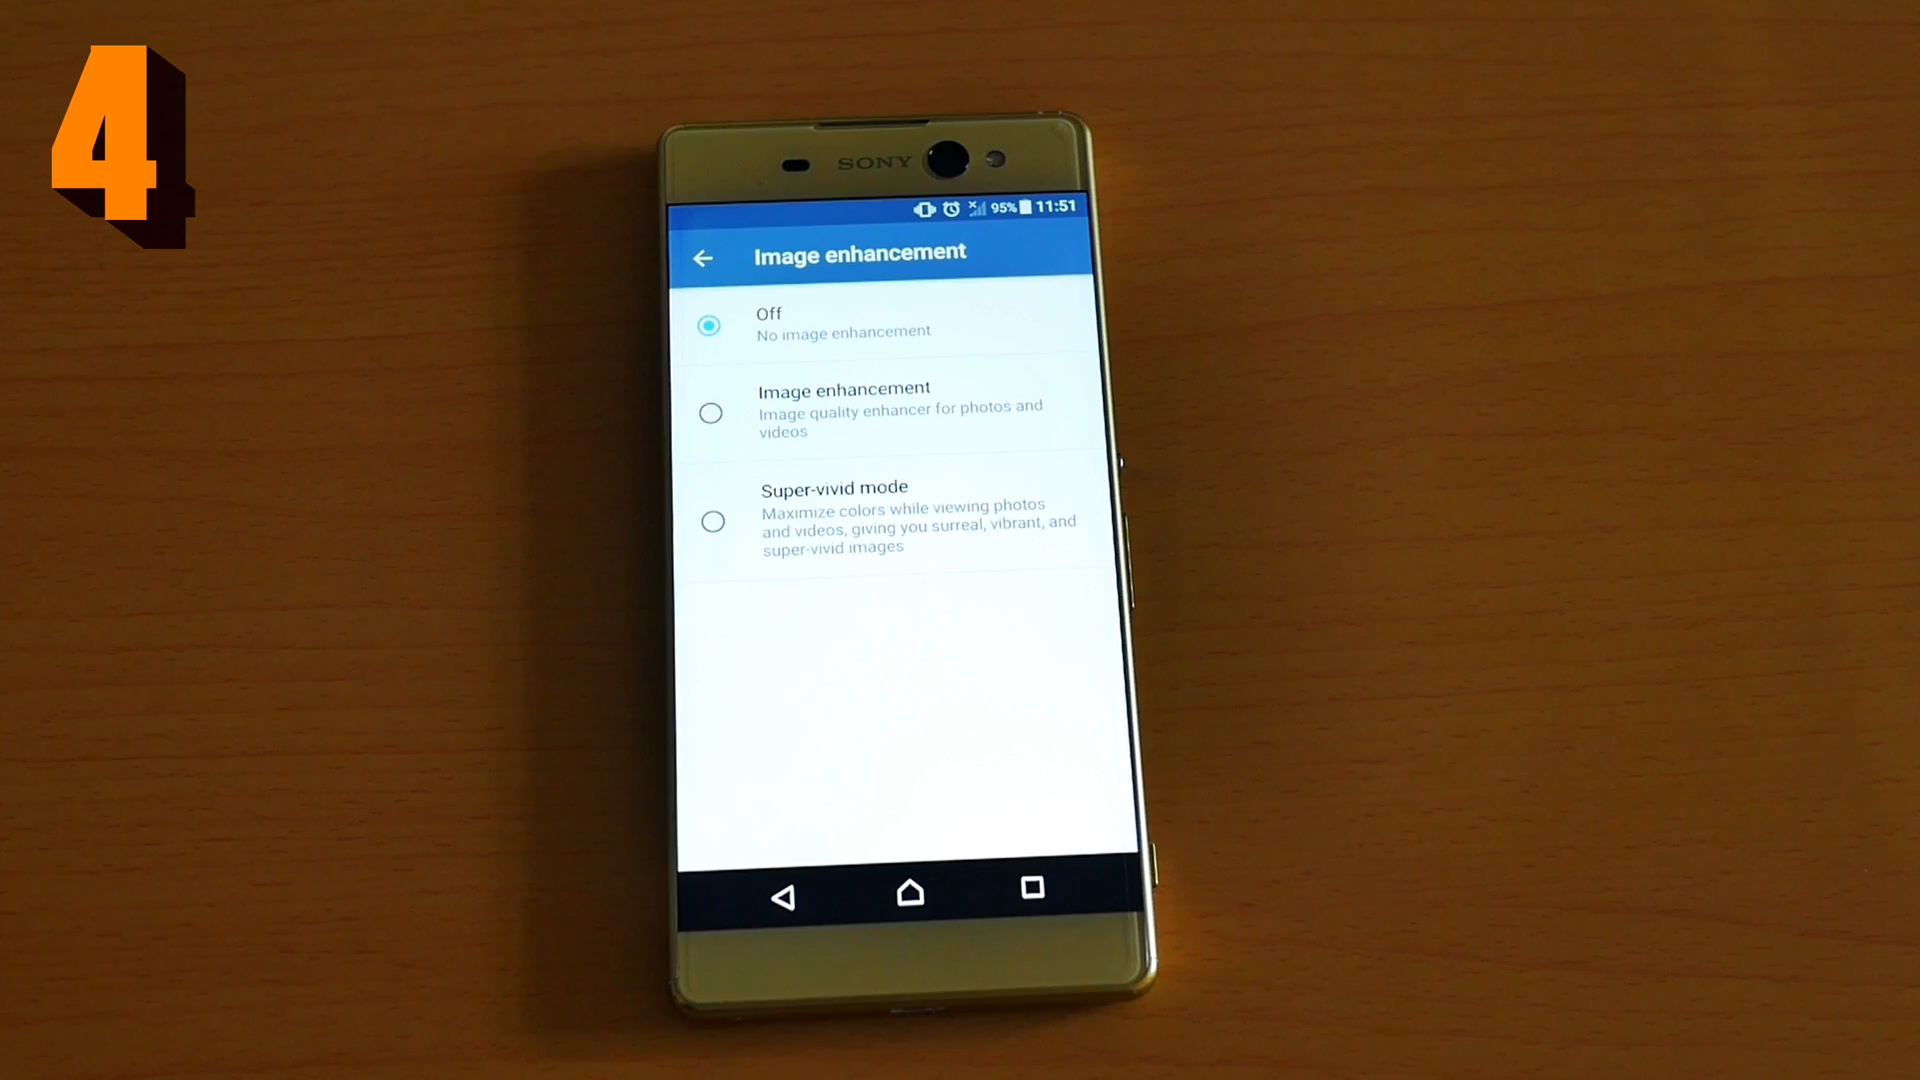 4
SONY
95% 11:51
Image enhancement
Off
No image enhancement
Image enhancement
Image quality enhancer for photos and
videos
Super-vivid mode
Maximize colors while viewing photos
and videos, giving you surreal, vibrant, and
super-vivid images